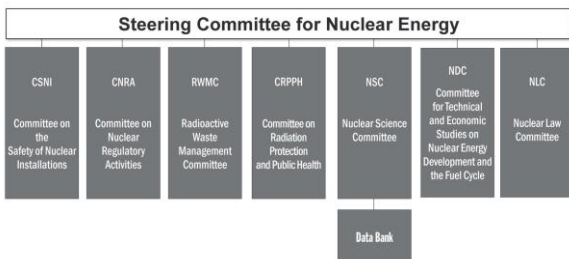 Steering Committee for Nuclear Energy
CSNI
Committee on
the
Safety of Nuclear
Installations
CNRA
Committee on
Nuclear
Regulatory
Activities
RWMC
Radioactive
Waste
Management
Committee
CRPPH
Committee on
Radiation
Protection
and Public Health
NSC
Nuclear Science
Committee
NDC
Committee
for Technical
and Economic
Studies on
Nuclear Energy
Development and
the Fuel Cycle
NLC
Nuclear Law
Committee
Data Bank